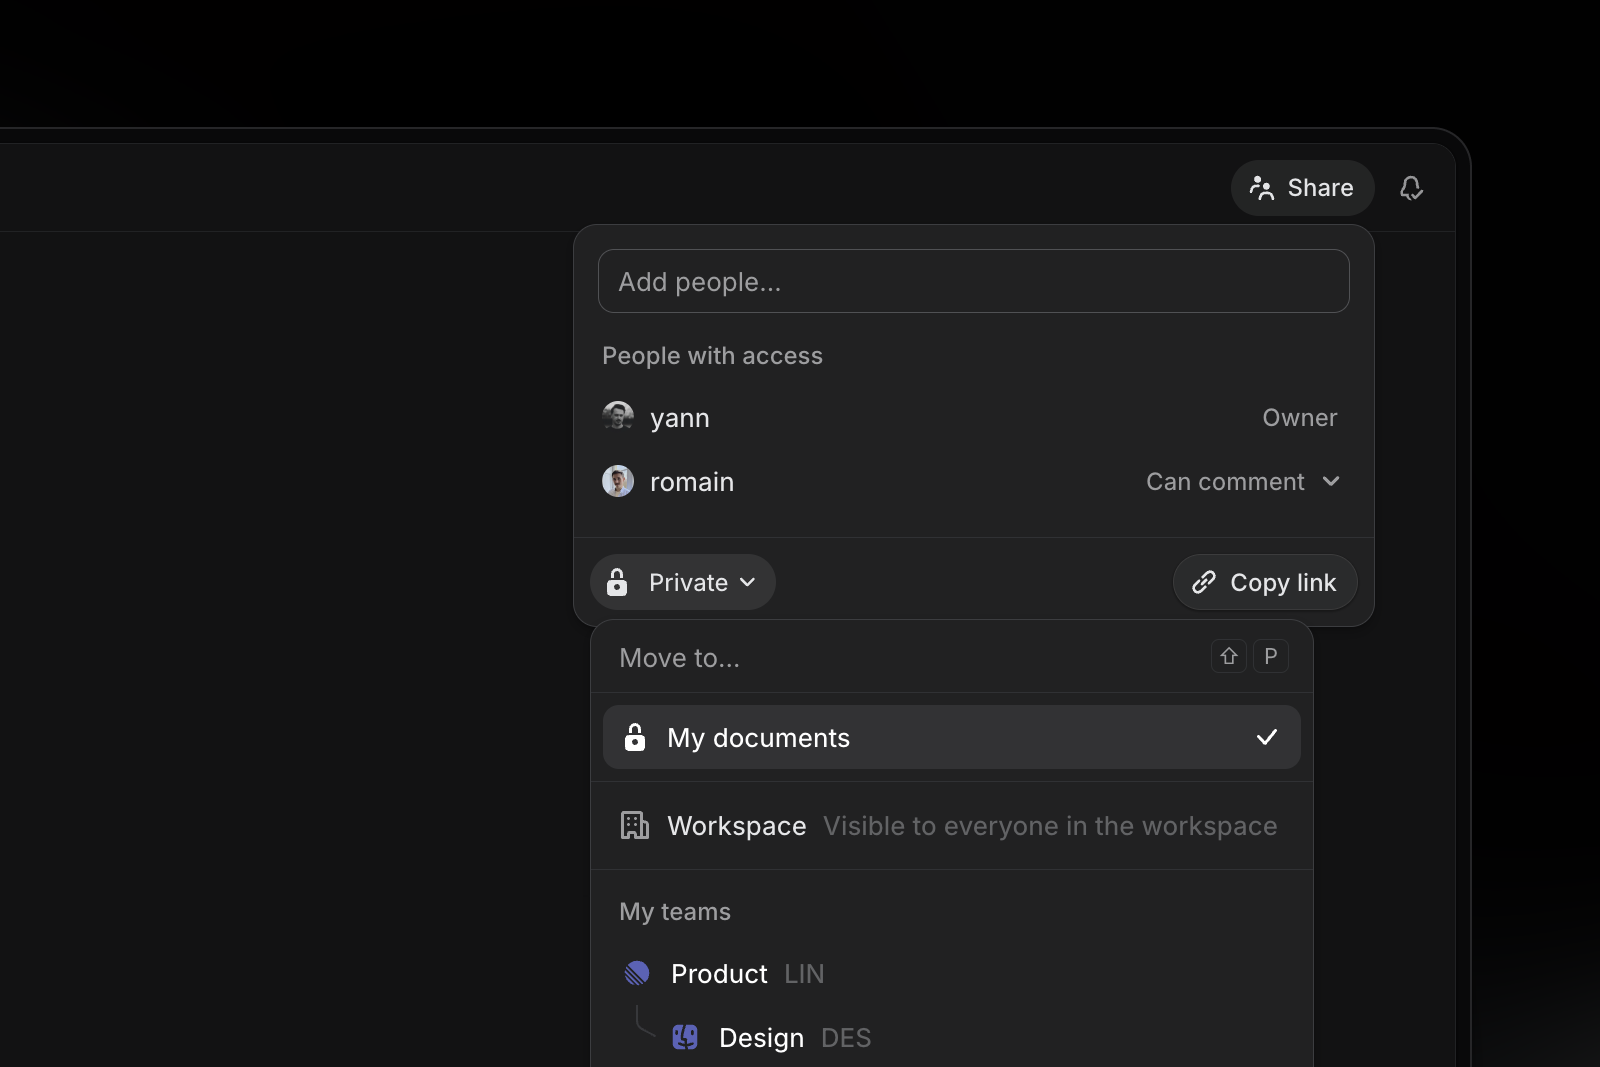 Share
Add people...
People with access
yann Owner
romain Can comment
Private Copy link
Move to... P
My documents
Workspace Visible to everyone in the workspace
My teams
Product LIN
Design DES